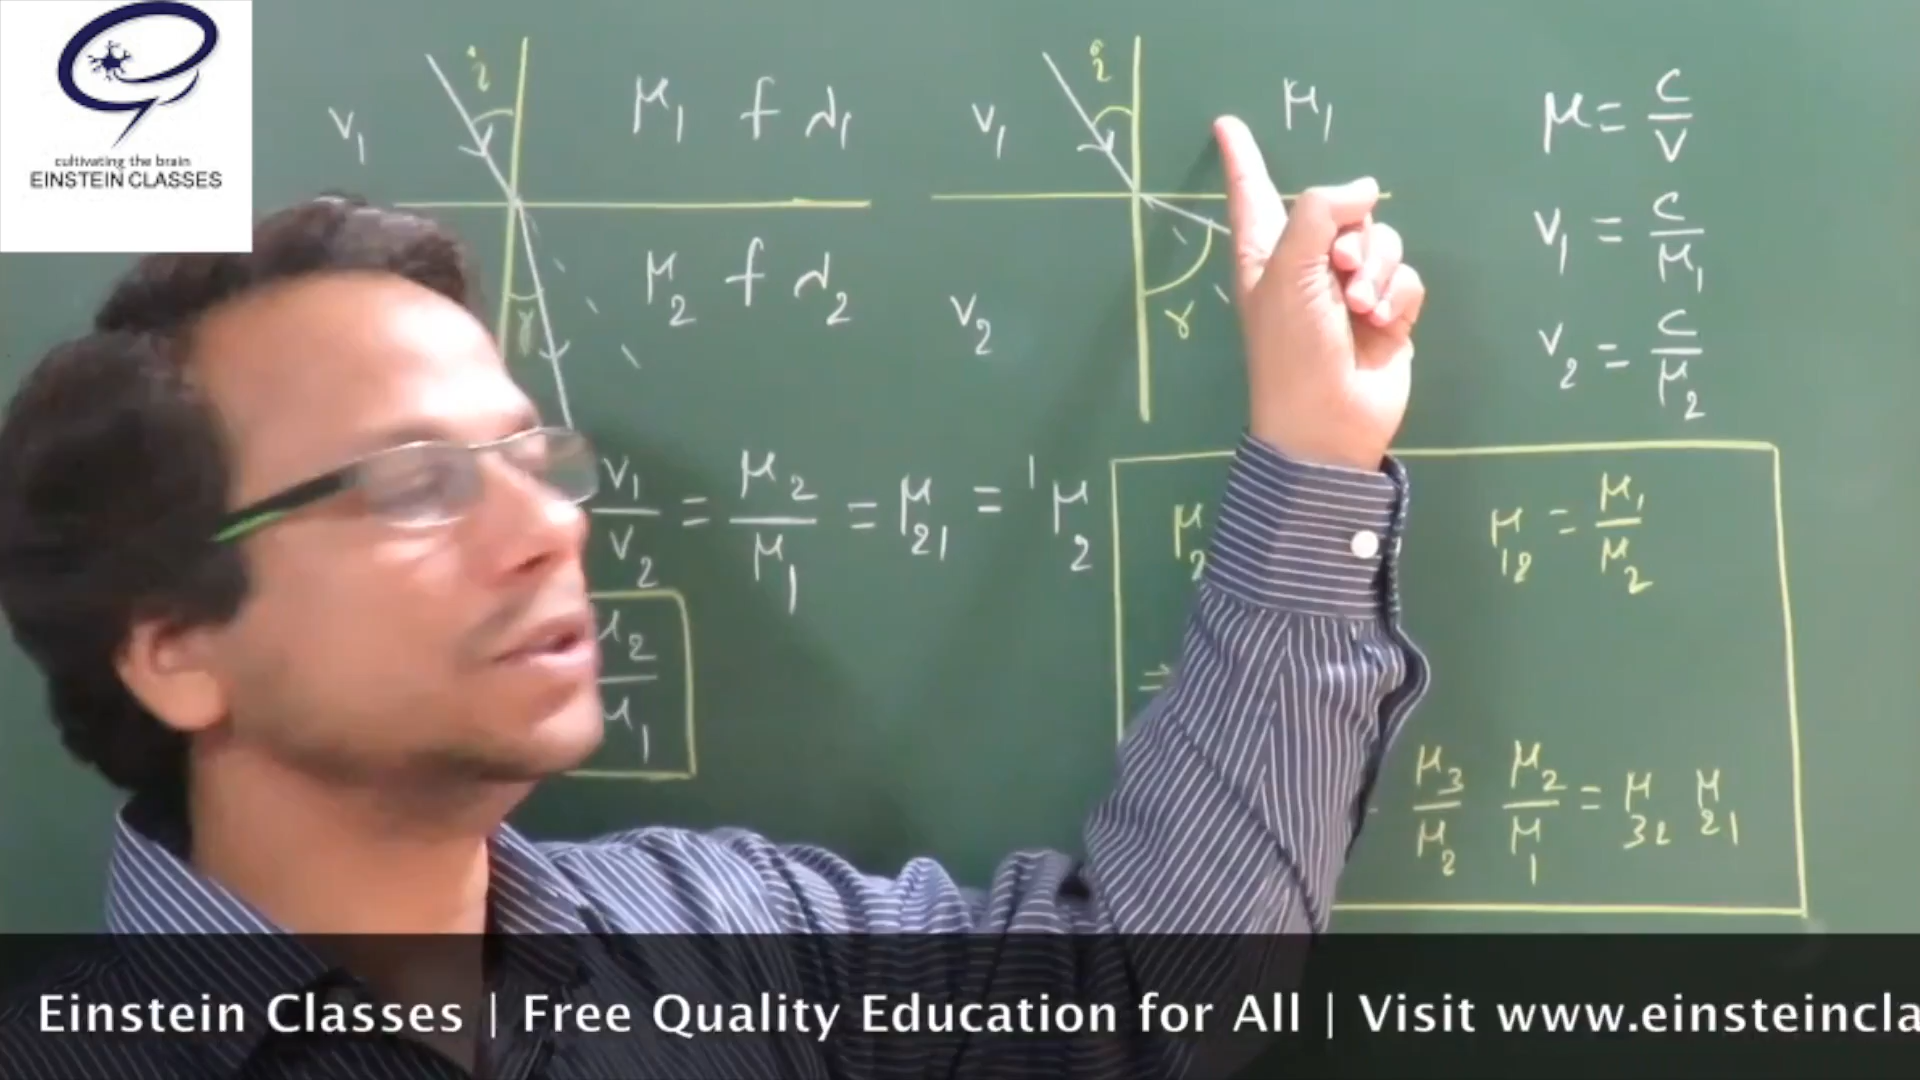 cultivating the brain
EINSTEIN CLASSES
i
V₁
μ₁ f λ₁
μ₂ f λ₂
r
i
V₁
μ₁
V₂
r
μ = C/V
V₁ = C/μ₁
V₂ = C/μ₂
V₁/V₂ = μ₂/μ₁ = μ₂₁ = ¹μ₂
μ₂/μ₁
μ₁₂ = μ₁/μ₂
⇒
μ₃/μ₂ μ₂/μ₁ = μ₃₂ μ₂₁
Einstein Classes | Free Quality Education for All | Visit www.einsteincla